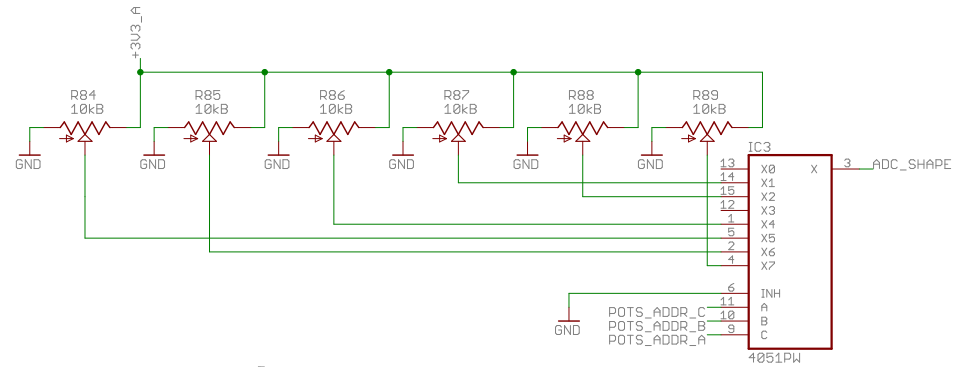 +3V3_A
R84
10kB
R85
10kB
R86
10kB
R87
10kB
R88
10kB
R89
10kB
GND
GND
GND
GND
GND
GND
IC3
13 X0 X 3 ADC_SHAPE
14 X1
15 X2
12 X3
1 X4
5 X5
2 X6
4 X7
6 INH
GND
POTS_ADDR_C 11 A
POTS_ADDR_B 10 B
POTS_ADDR_A 9 C
4051PW